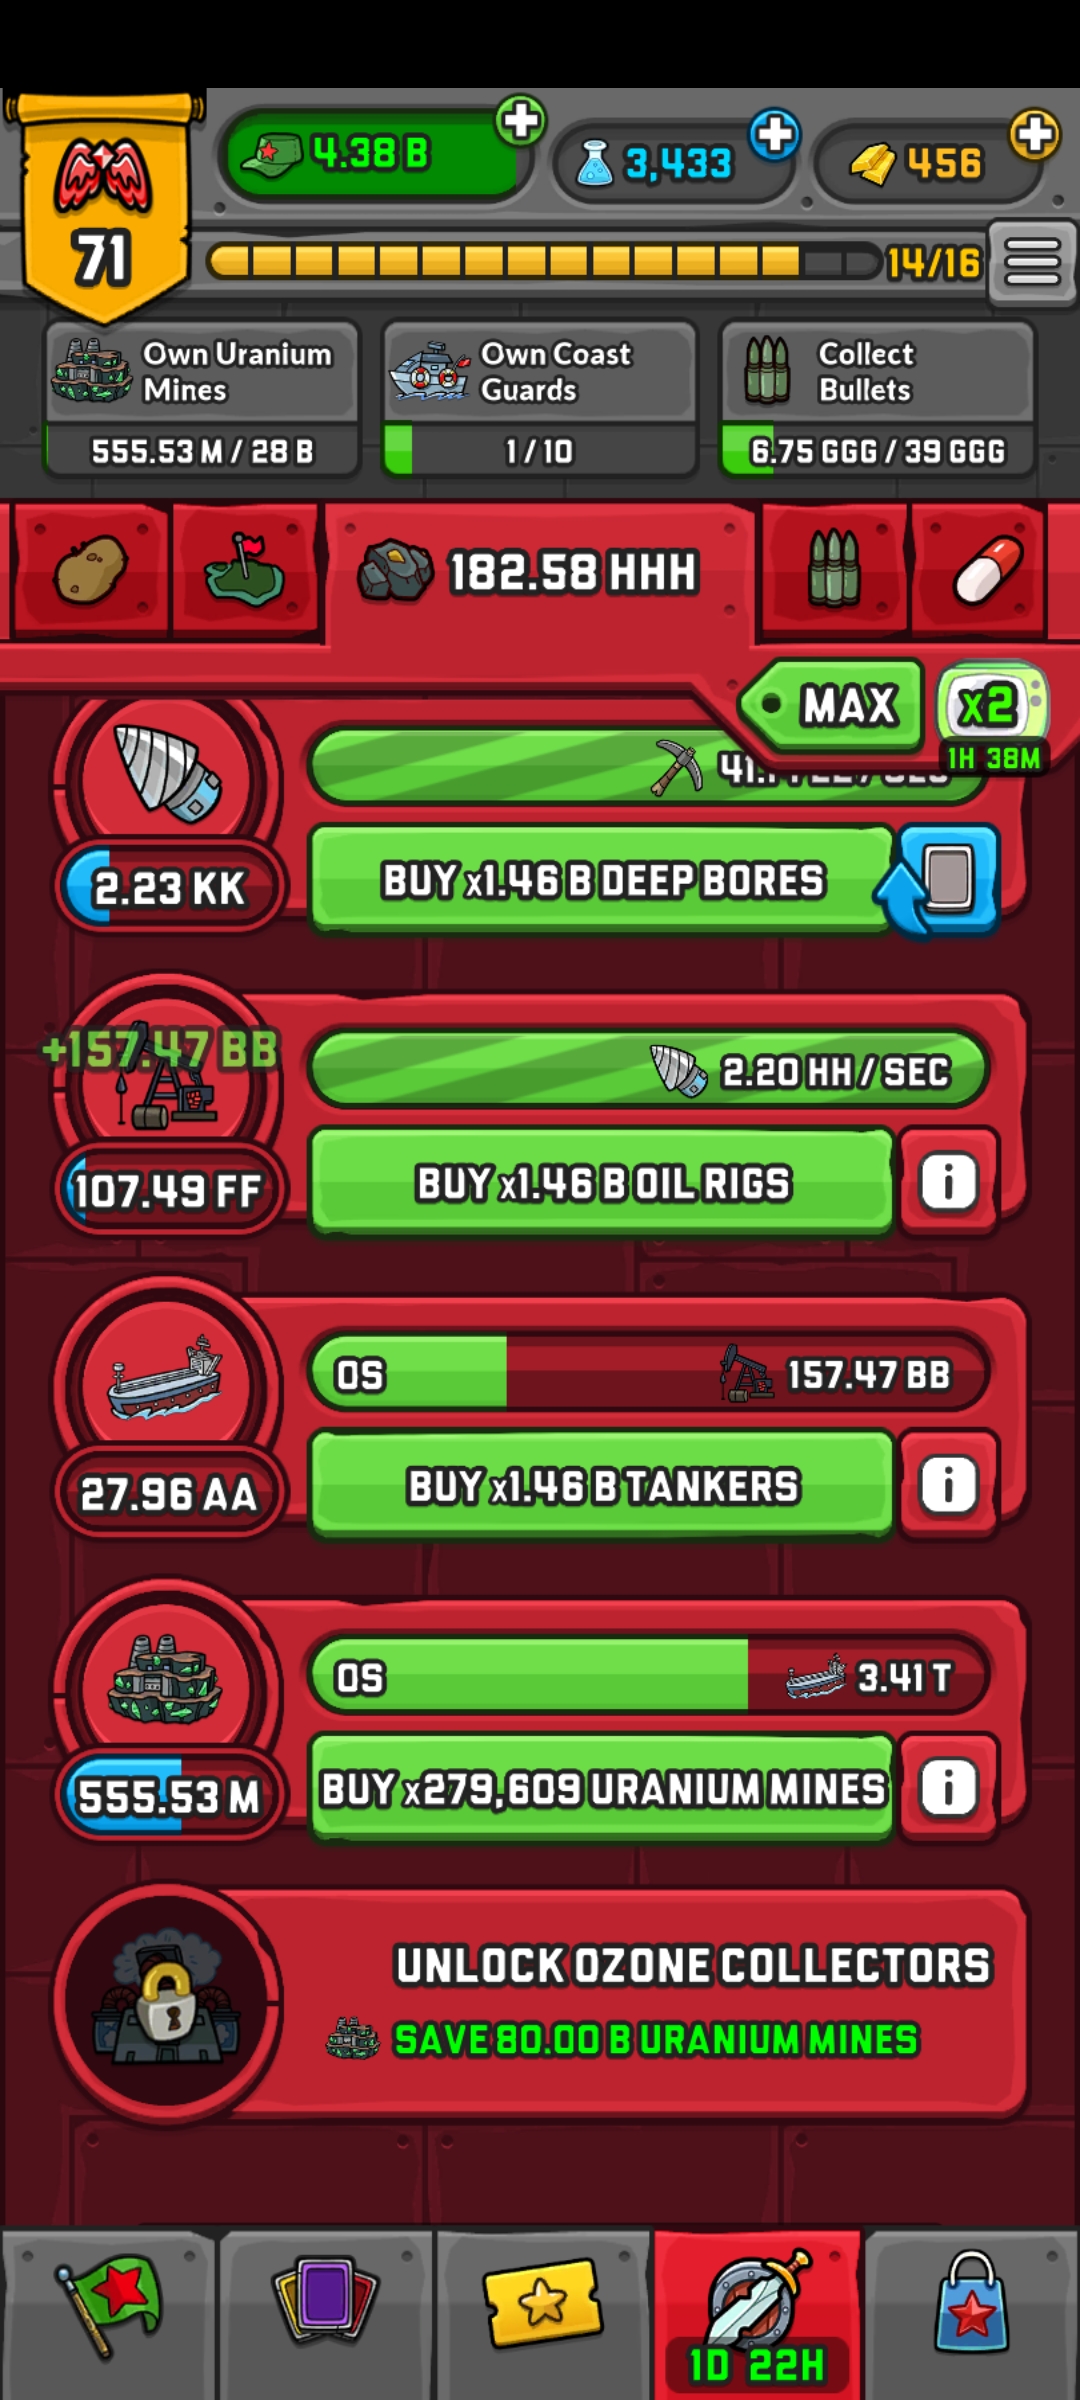 4.38 B
3,433
456
71
14/16
Own Uranium Mines
Own Coast Guards
Collect Bullets
555.53 M / 28 B
1 / 10
6.75 GGG / 39 GGG
182.58 HHH
MAX
x2
1H 38M
2.23 KK
BUY x1.46 B DEEP BORES
+157.47 BB
2.20 HH / SEC
107.49 FF
BUY x1.46 B OIL RIGS
0S
157.47 BB
27.96 AA
BUY x1.46 B TANKERS
0S
3.41 T
555.53 M
BUY x279,609 URANIUM MINES
UNLOCK OZONE COLLECTORS
SAVE 80.00 B URANIUM MINES
1D 22H